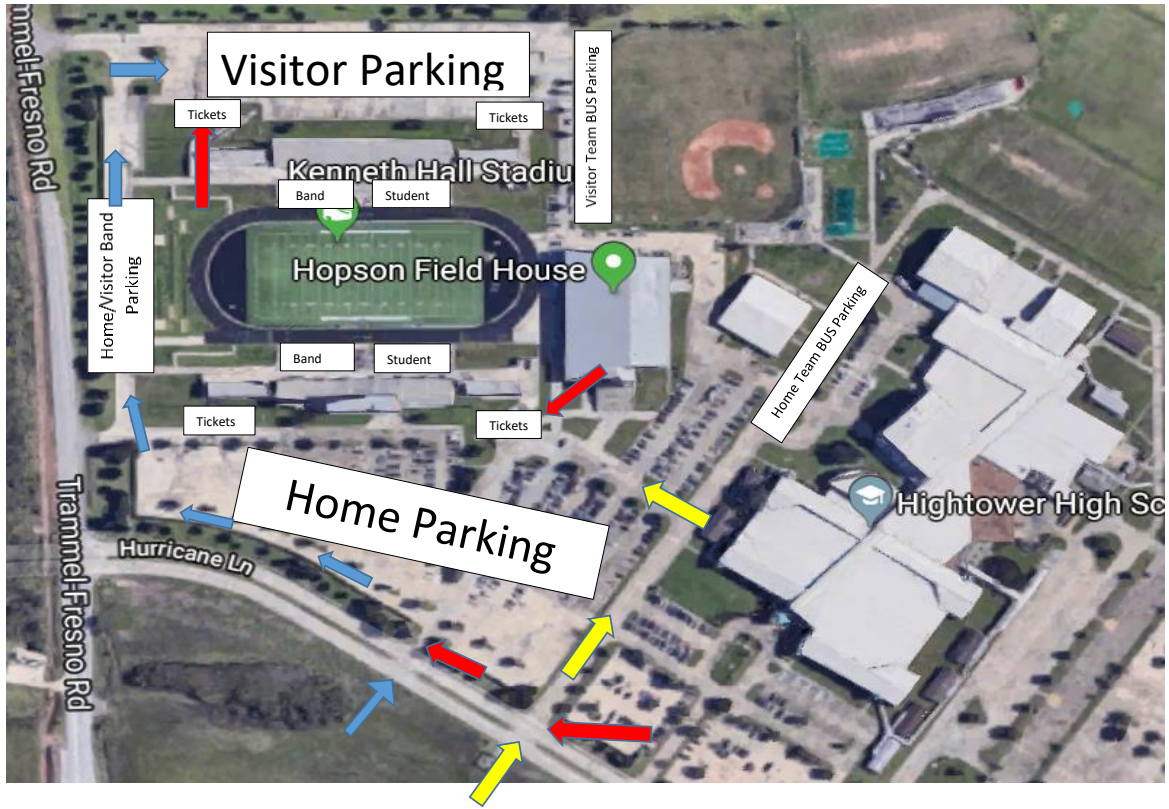 mmel-Fresno Rd
Visitor Parking
Visitor Team BUS Parking
Tickets
Tickets
Kenneth Hall Stadiu
Band
Student
Home/Visitor Band
Parking
Hopson Field House
Home Team BUS Parking
Band
Student
Tickets
Tickets
Home Parking
Hightower High Sc
Trammel-Fresno Rd
Hurricane Ln